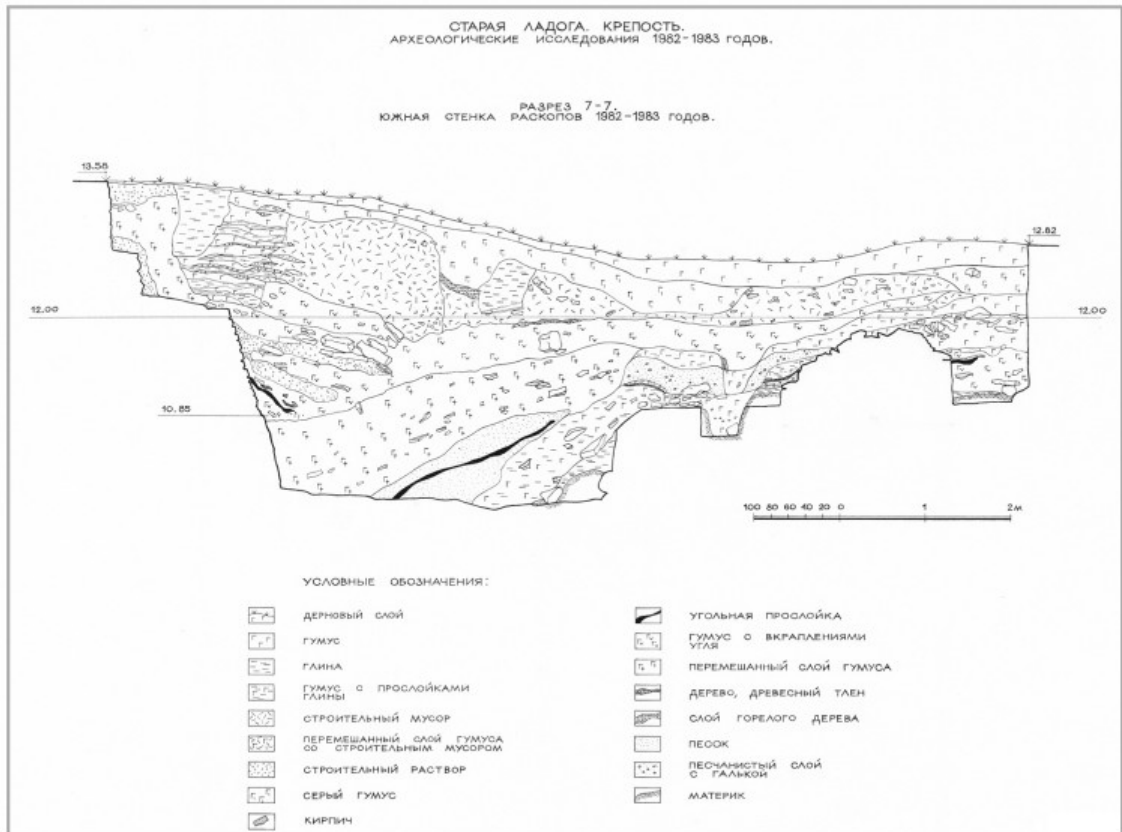 СТАРАЯ ЛАДОГА. КРЕПОСТЬ.
АРХЕОЛОГИЧЕСКИЕ ИССЛЕДОВАНИЯ 1982-1983 ГОДОВ.
РАЗРЕЗ 7-7.
ЮЖНАЯ СТЕНКА РАСКОПОВ 1982-1983 ГОДОВ.
13.58
12.82
12.00
12.00
10.85
100 80 60 40 20 0 1 2м
УСЛОВНЫЕ ОБОЗНАЧЕНИЯ:
ДЕРНОВЫЙ СЛОЙ
ГУМУС
ГЛИНА
ГУМУС С ПРОСЛОЙКАМИ
ГЛИНЫ
СТРОИТЕЛЬНЫЙ МУСОР
ПЕРЕМЕШАННЫЙ СЛОЙ ГУМУСА
СО СТРОИТЕЛЬНЫМ МУСОРОМ
СТРОИТЕЛЬНЫЙ РАСТВОР
СЕРЫЙ ГУМУС
КИРПИЧ
УГОЛЬНАЯ ПРОСЛОЙКА
ГУМУС С ВКРАПЛЕНИЯМИ
УГЛЯ
ПЕРЕМЕШАННЫЙ СЛОЙ ГУМУСА
ДЕРЕВО, ДРЕВЕСНЫЙ ТЛЕН
СЛОЙ ГОРЕЛОГО ДЕРЕВА
ПЕСОК
ПЕСЧАНИСТЫЙ СЛОЙ
С ГАЛЬКОЙ
МАТЕРИК